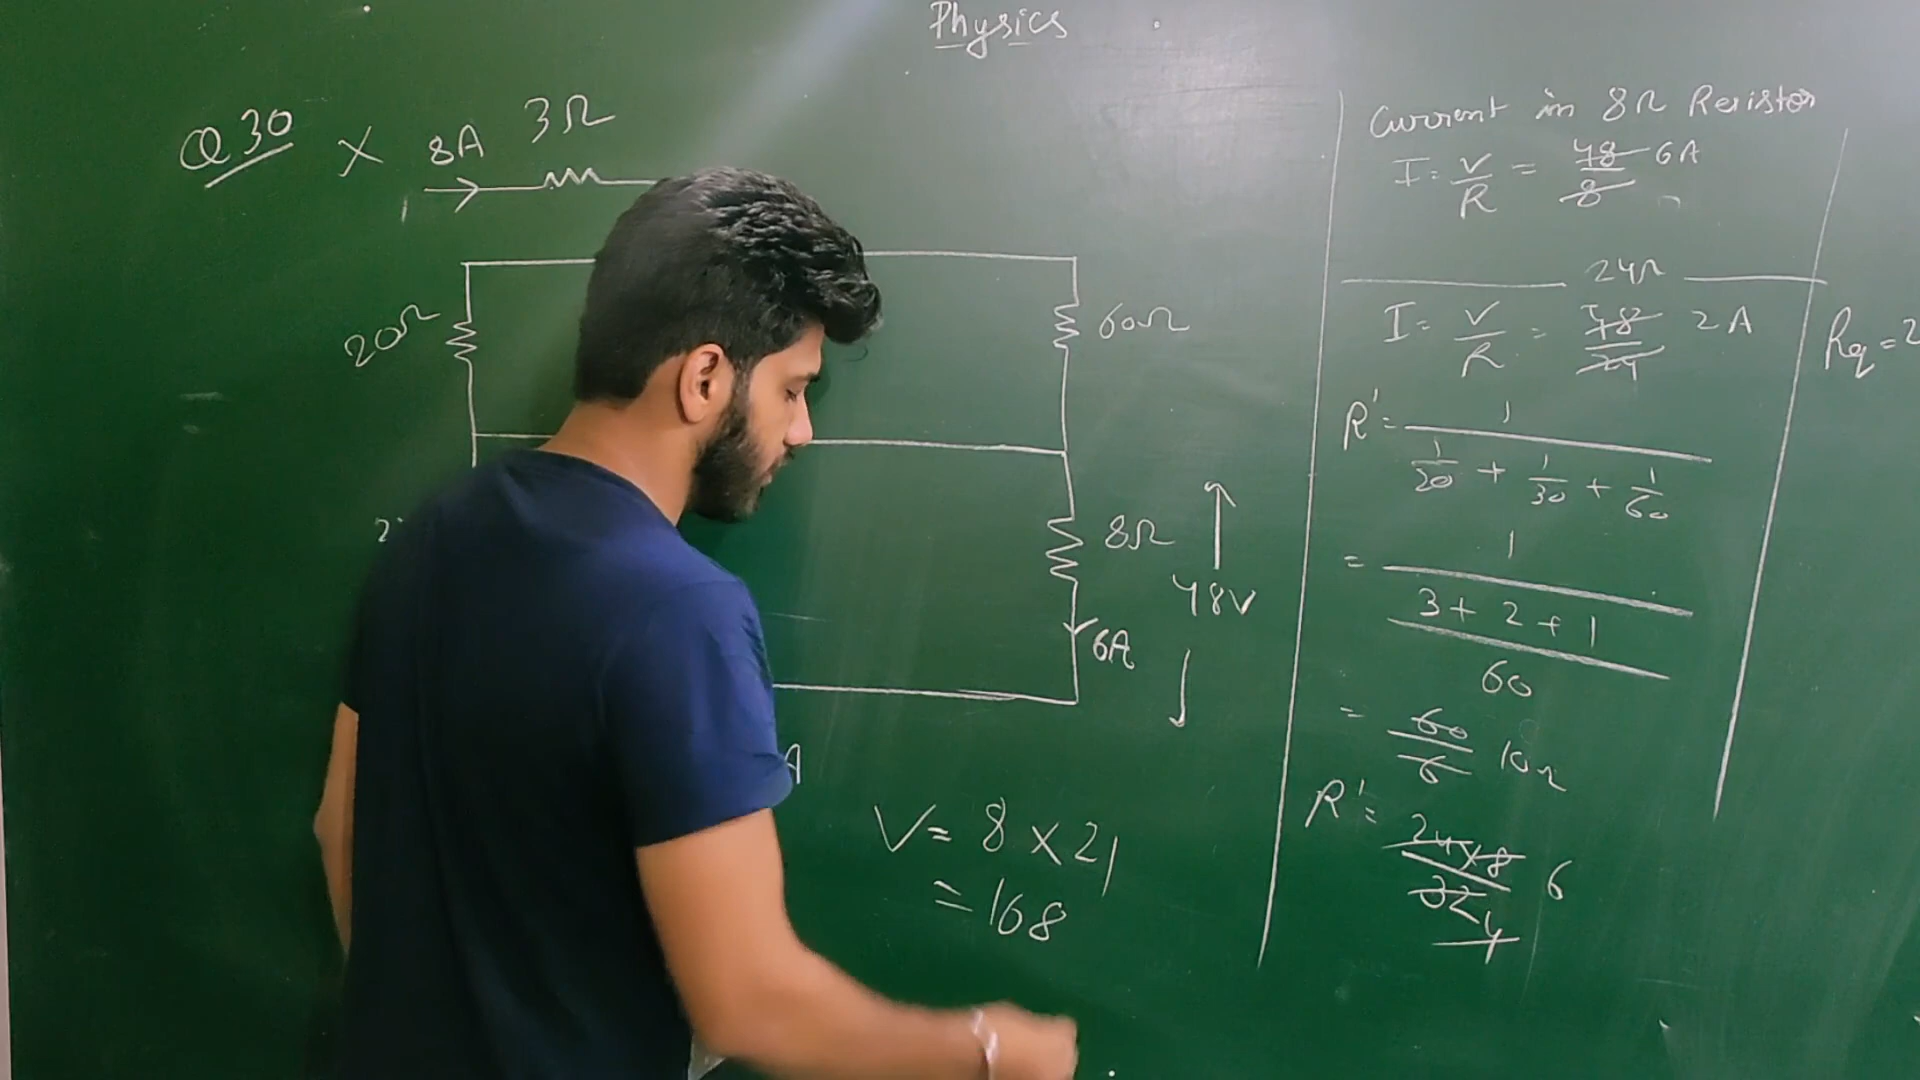 Physics
Q 30
X 8A 3Ω
20Ω
60Ω
2
8Ω
48V
6A
A
V = 8 × 21
= 168
Current in 8Ω Resistor
I = V/R = 48/8 6A
24Ω
I = V/R = 48/24 2A
R' = 1
1/20 + 1/30 + 1/60
= 1
3 + 2 + 1
60
= 60/6 10Ω
R' = 24×8/32 6
4
Req = 2